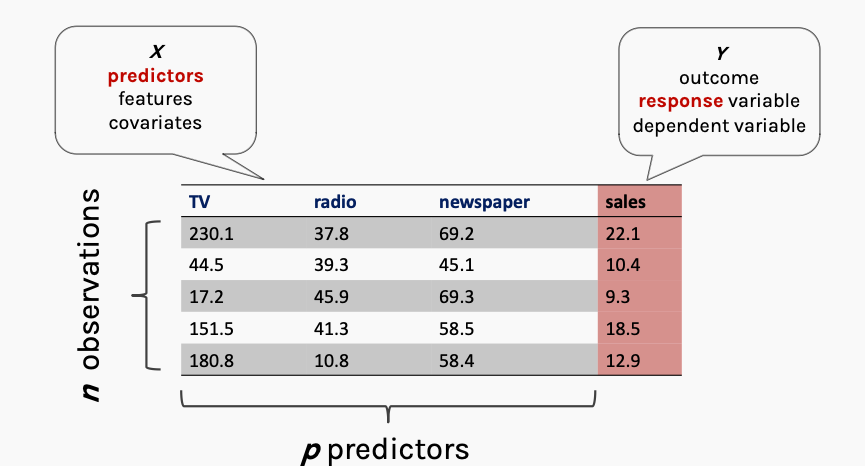 X
predictors
features
covariates
Y
outcome
response variable
dependent variable
n observations
TV radio newspaper sales
230.1 37.8 69.2 22.1
44.5 39.3 45.1 10.4
17.2 45.9 69.3 9.3
151.5 41.3 58.5 18.5
180.8 10.8 58.4 12.9
p predictors